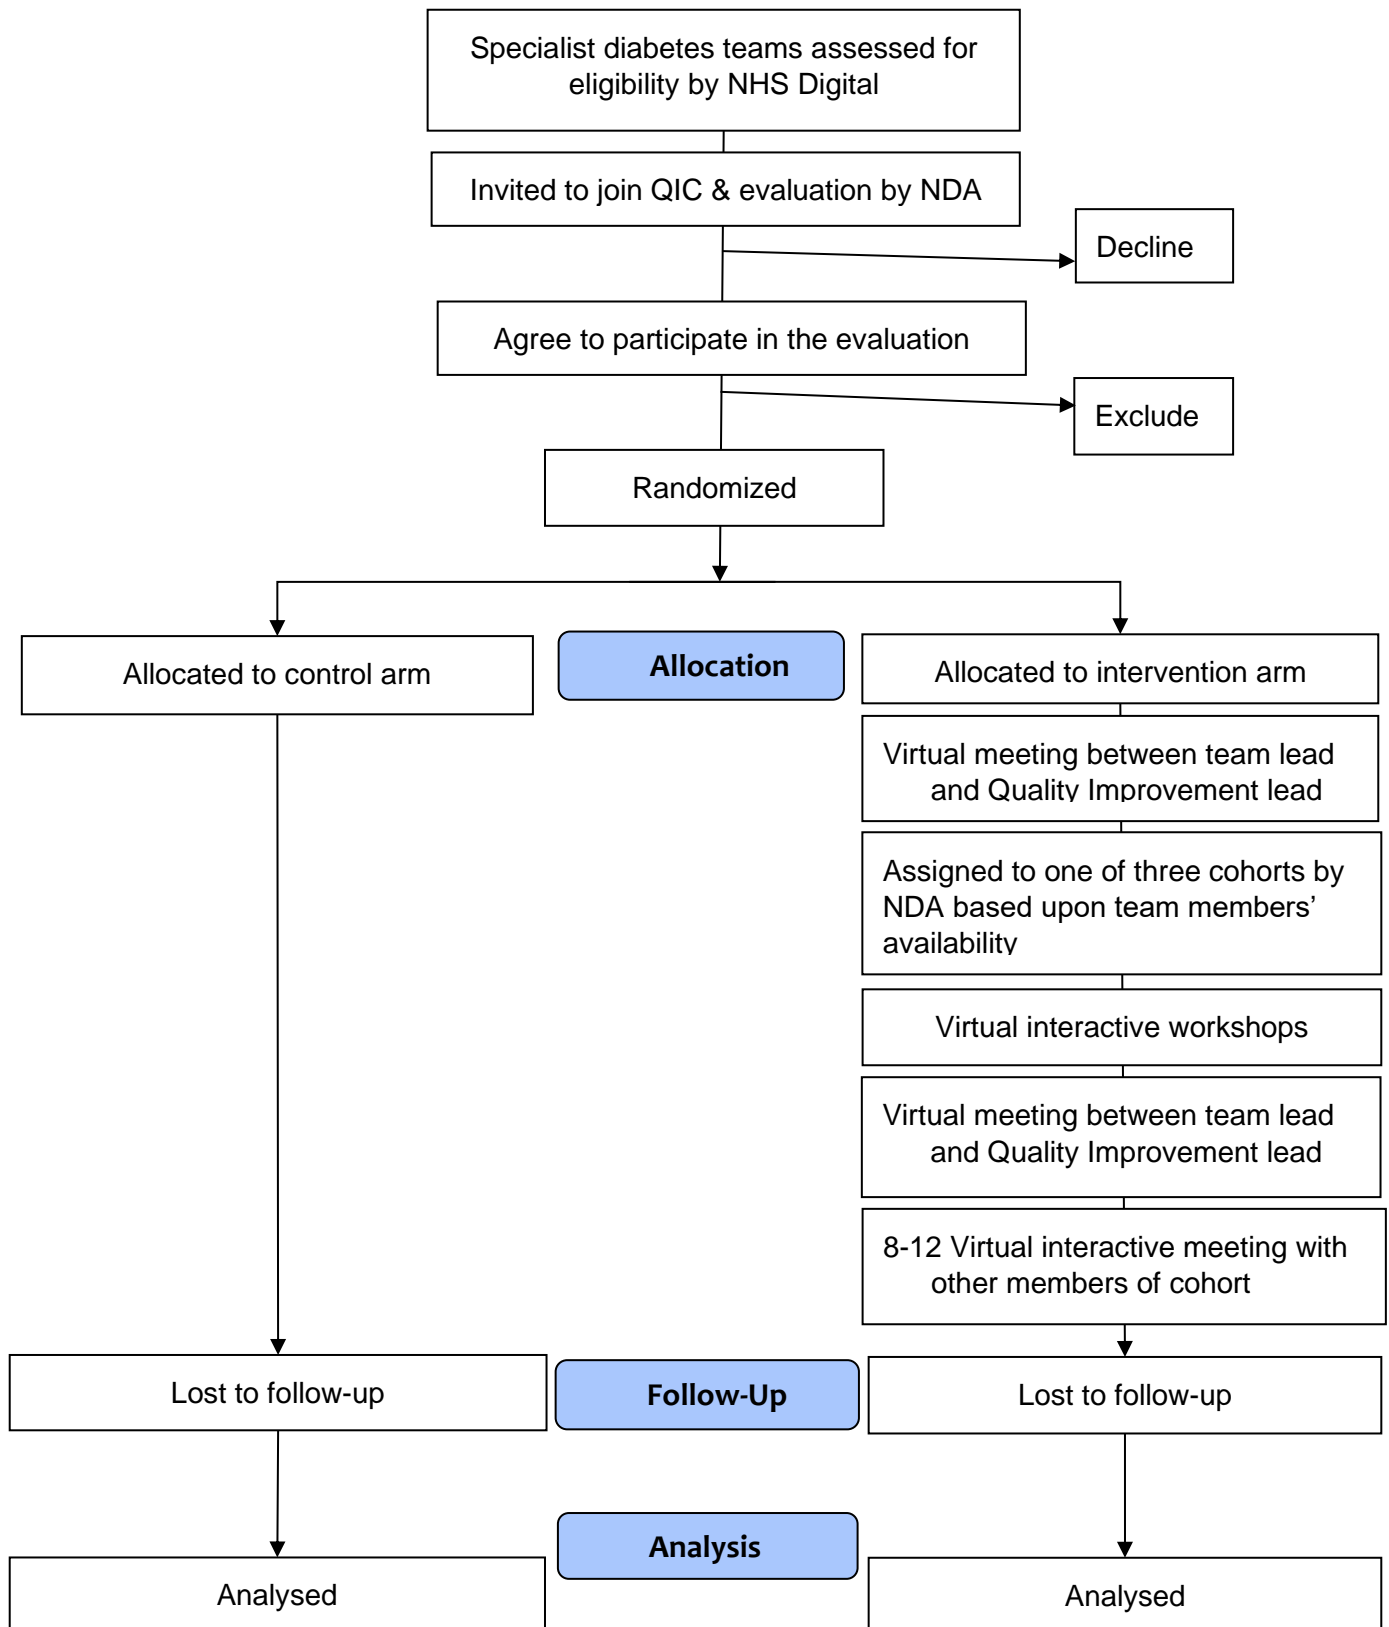 Specialist diabetes teams assessed for
eligibility by NHS Digital
Invited to join QIC & evaluation by NDA
Decline
Agree to participate in the evaluation
Exclude
Randomized
Allocated to control arm
Allocation
Allocated to intervention arm
Virtual meeting between team lead
and Quality Improvement lead
Assigned to one of three cohorts by
NDA based upon team members’
availability
Virtual interactive workshops
Virtual meeting between team lead
and Quality Improvement lead
8-12 Virtual interactive meeting with
other members of cohort
Lost to follow-up
Follow-Up
Lost to follow-up
Analysis
Analysed
Analysed